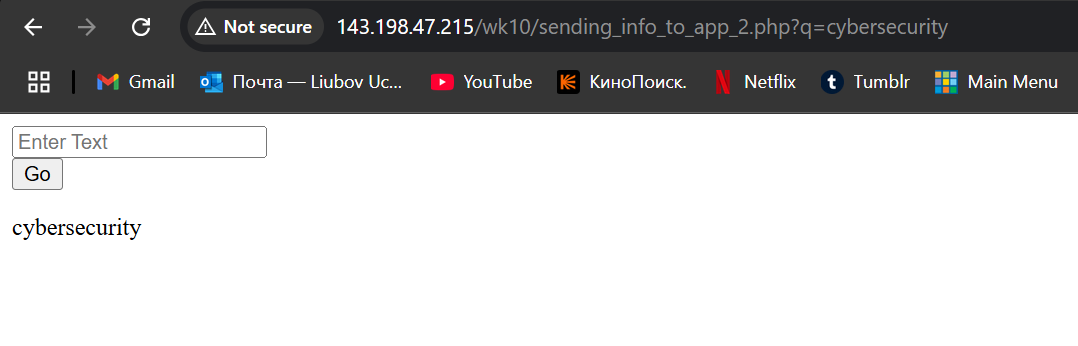 Not secure 143.198.47.215/wk10/sending_info_to_app_2.php?q=cybersecurity
Gmail Почта — Liubov Uc... YouTube КиноПоиск. Netflix Tumblr Main Menu
Enter Text
Go
cybersecurity